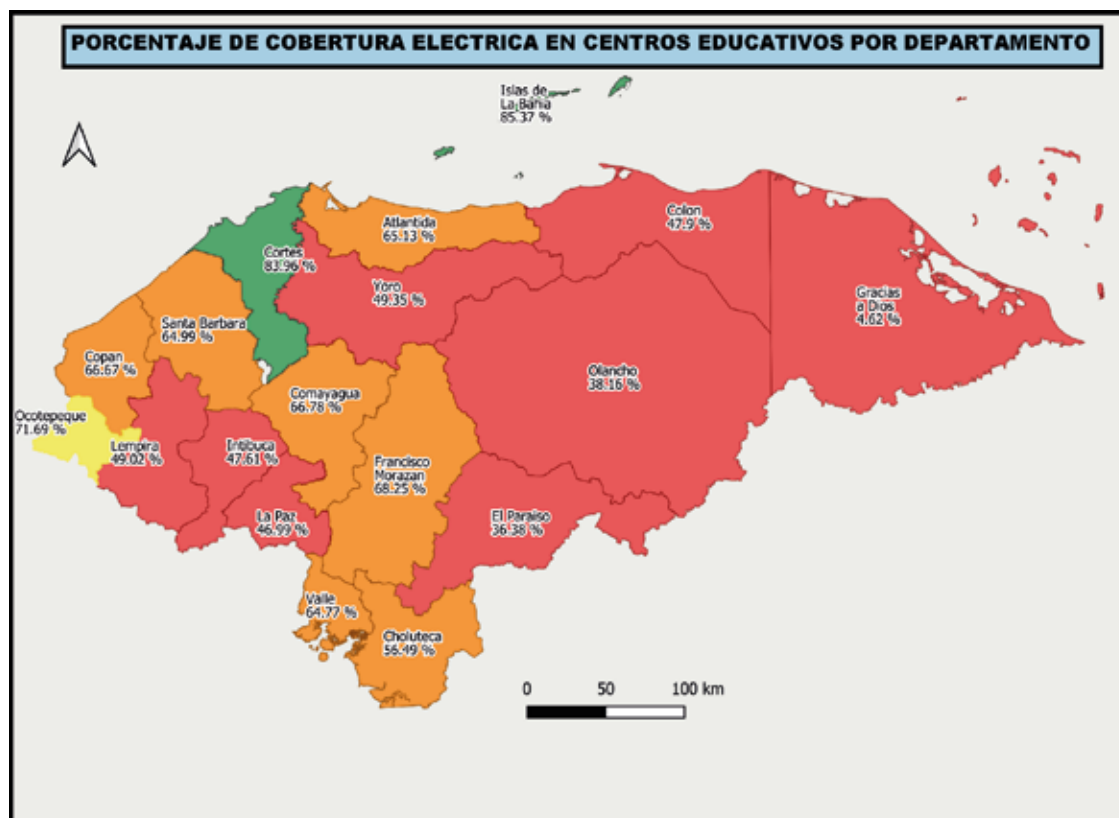 PORCENTAJE DE COBERTURA ELECTRICA EN CENTROS EDUCATIVOS POR DEPARTAMENTO
Islas de
La Bahia
85.37 %
Atlantida
65.13 %
Colon
47.9 %
Cortes
83.96 %
Yoro
49.35 %
Gracias
a Dios
4.62 %
Santa Barbara
64.99 %
Copan
66.67 %
Olancho
38.16 %
Comayagua
66.78 %
Ocotepeque
71.69 %
Lempira
49.02 %
Intibuca
47.61 %
Francisco
Morazan
68.25 %
La Paz
46.99 %
El Paraiso
36.38 %
Valle
64.77 %
Choluteca
56.49 %
0 50 100 km